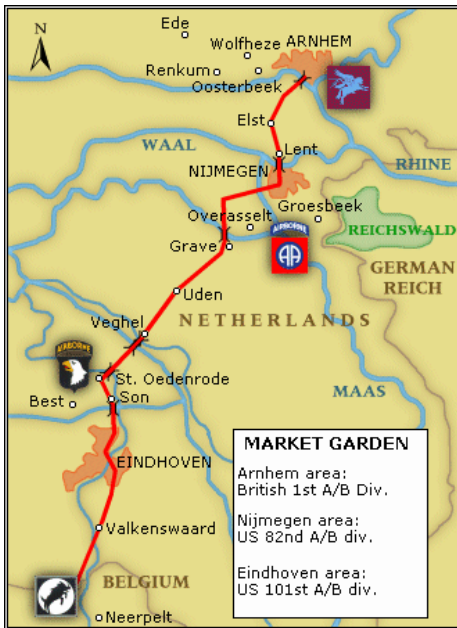 Ede
N
Wolfheze
ARNHEM
Renkum
Oosterbeek
Elst
WAAL
Lent
RHINE
NIJMEGEN
Groesbeek
Overasselt
AIRBORNE
REICHSWALD
Grave
AA
GERMAN
REICH
Uden
NETHERLANDS
Veghel
AIRBORNE
St. Oedenrode
MAAS
Best
Son
EINDHOVEN
Valkenswaard
BELGIUM
Neerpelt
MARKET GARDEN
Arnhem area:
British 1st A/B Div.
Nijmegen area:
US 82nd A/B div.
Eindhoven area:
US 101st A/B div.